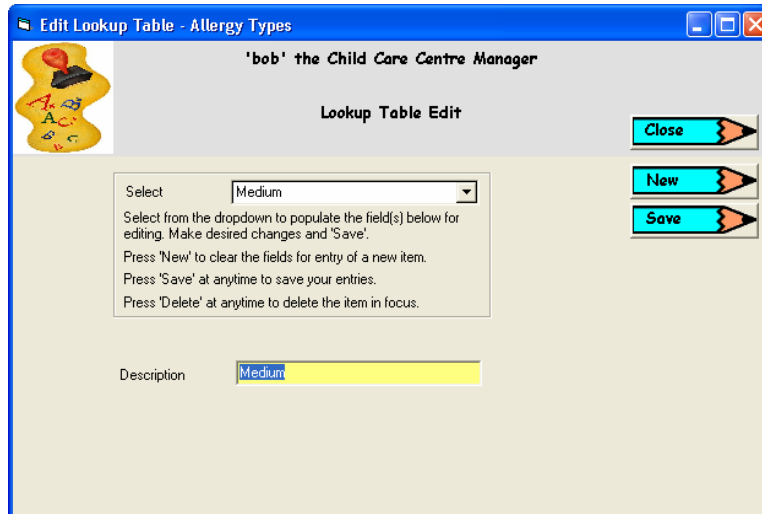 Edit Lookup Table - Allergy Types
'bob' the Child Care Centre Manager
Lookup Table Edit
Close
New
Save
Select Medium
Select from the dropdown to populate the field(s) below for
editing. Make desired changes and 'Save'.
Press 'New' to clear the fields for entry of a new item.
Press 'Save' at anytime to save your entries.
Press 'Delete' at anytime to delete the item in focus.
Description Medium